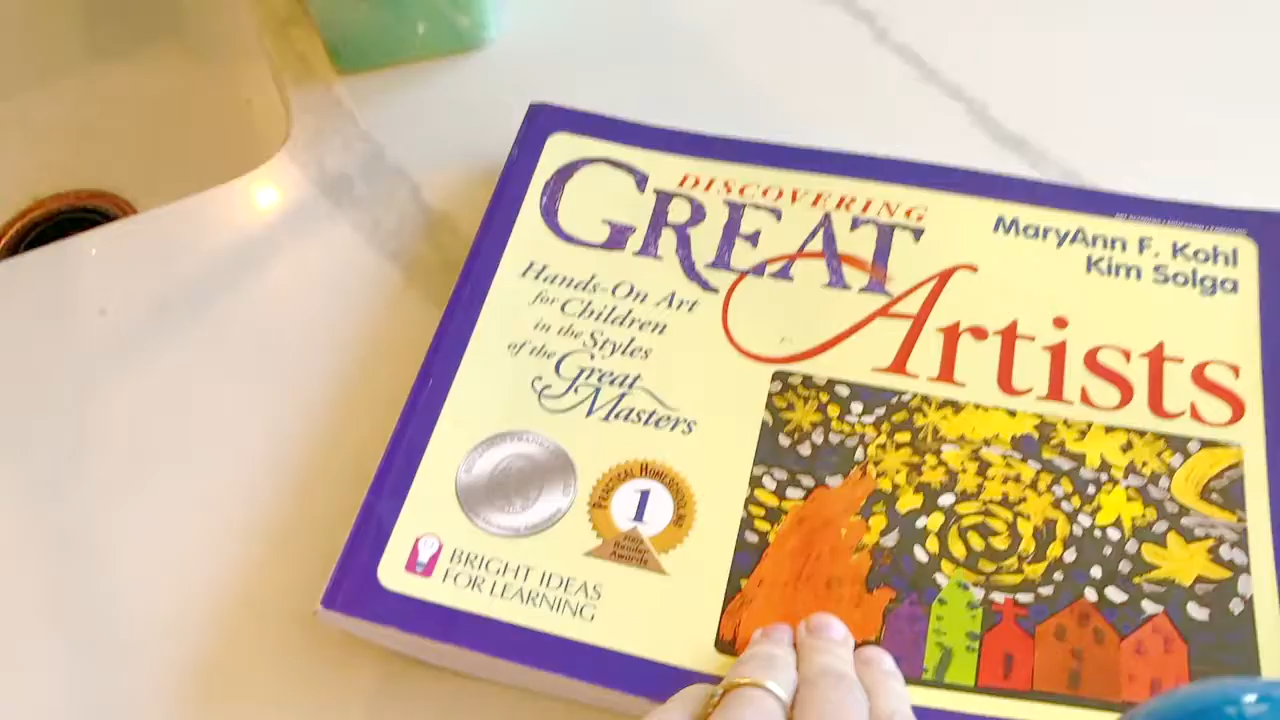 DISCOVERING
GREAT
Artists
MaryAnn F. Kohl
Kim Solga
Hands-On Art
for Children
in the Styles
of the Great
Masters
PRACTICAL HOMESCHOOLING
1
Reader
Awards
BRIGHT IDEAS
FOR LEARNING